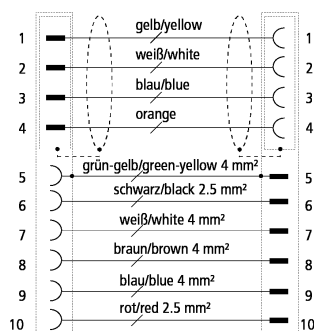 1 gelb/yellow 1
2 weiß/white 2
3 blau/blue 3
4 orange 4
5 grün-gelb/green-yellow 4 mm² 5
6 schwarz/black 2.5 mm² 6
7 weiß/white 4 mm² 7
8 braun/brown 4 mm² 8
9 blau/blue 4 mm² 9
10 rot/red 2.5 mm² 10